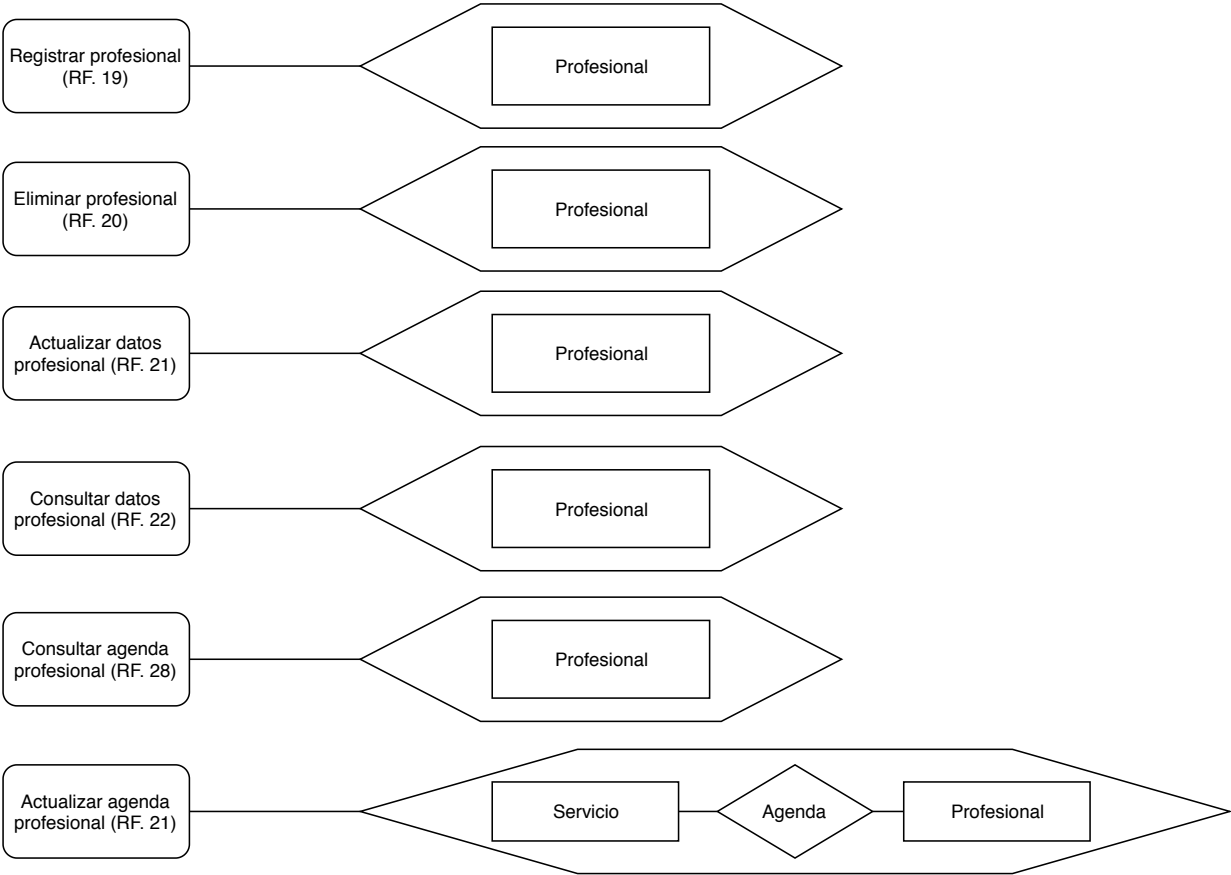 Registrar profesional
(RF. 19)
Profesional
Eliminar profesional
(RF. 20)
Profesional
Actualizar datos
profesional (RF. 21)
Profesional
Consultar datos
profesional (RF. 22)
Profesional
Consultar agenda
profesional (RF. 28)
Profesional
Actualizar agenda
profesional (RF. 21)
Servicio
Agenda
Profesional